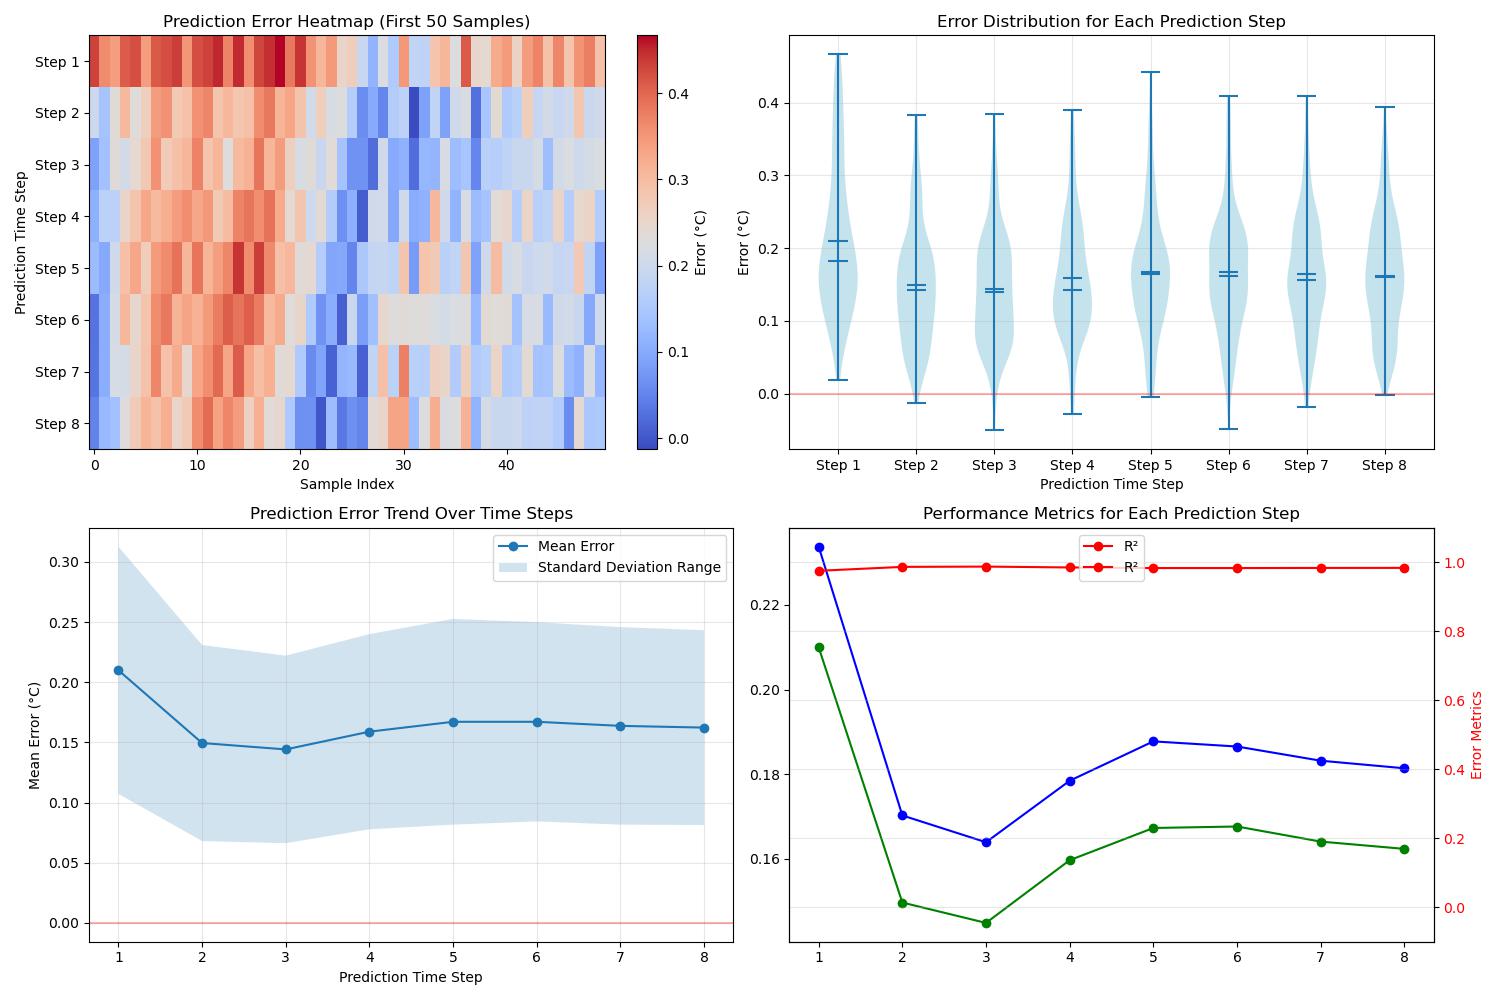 Prediction Error Heatmap (First 50 Samples)
Prediction Time Step
Step 1
Step 2
Step 3
Step 4
Step 5
Step 6
Step 7
Step 8
0
10
20
30
40
Sample Index
0.4
0.3
0.2
0.1
0.0
Error (°C)
Error Distribution for Each Prediction Step
Error (°C)
0.4
0.3
0.2
0.1
0.0
Step 1
Step 2
Step 3
Step 4
Step 5
Step 6
Step 7
Step 8
Prediction Time Step
Prediction Error Trend Over Time Steps
Mean Error (°C)
0.30
0.25
0.20
0.15
0.10
0.05
0.00
Mean Error
Standard Deviation Range
1
2
3
4
5
6
7
8
Prediction Time Step
Performance Metrics for Each Prediction Step
0.22
0.20
0.18
0.16
R²
R²
1
2
3
4
5
6
7
8
1.0
0.8
0.6
0.4
0.2
0.0
Error Metrics